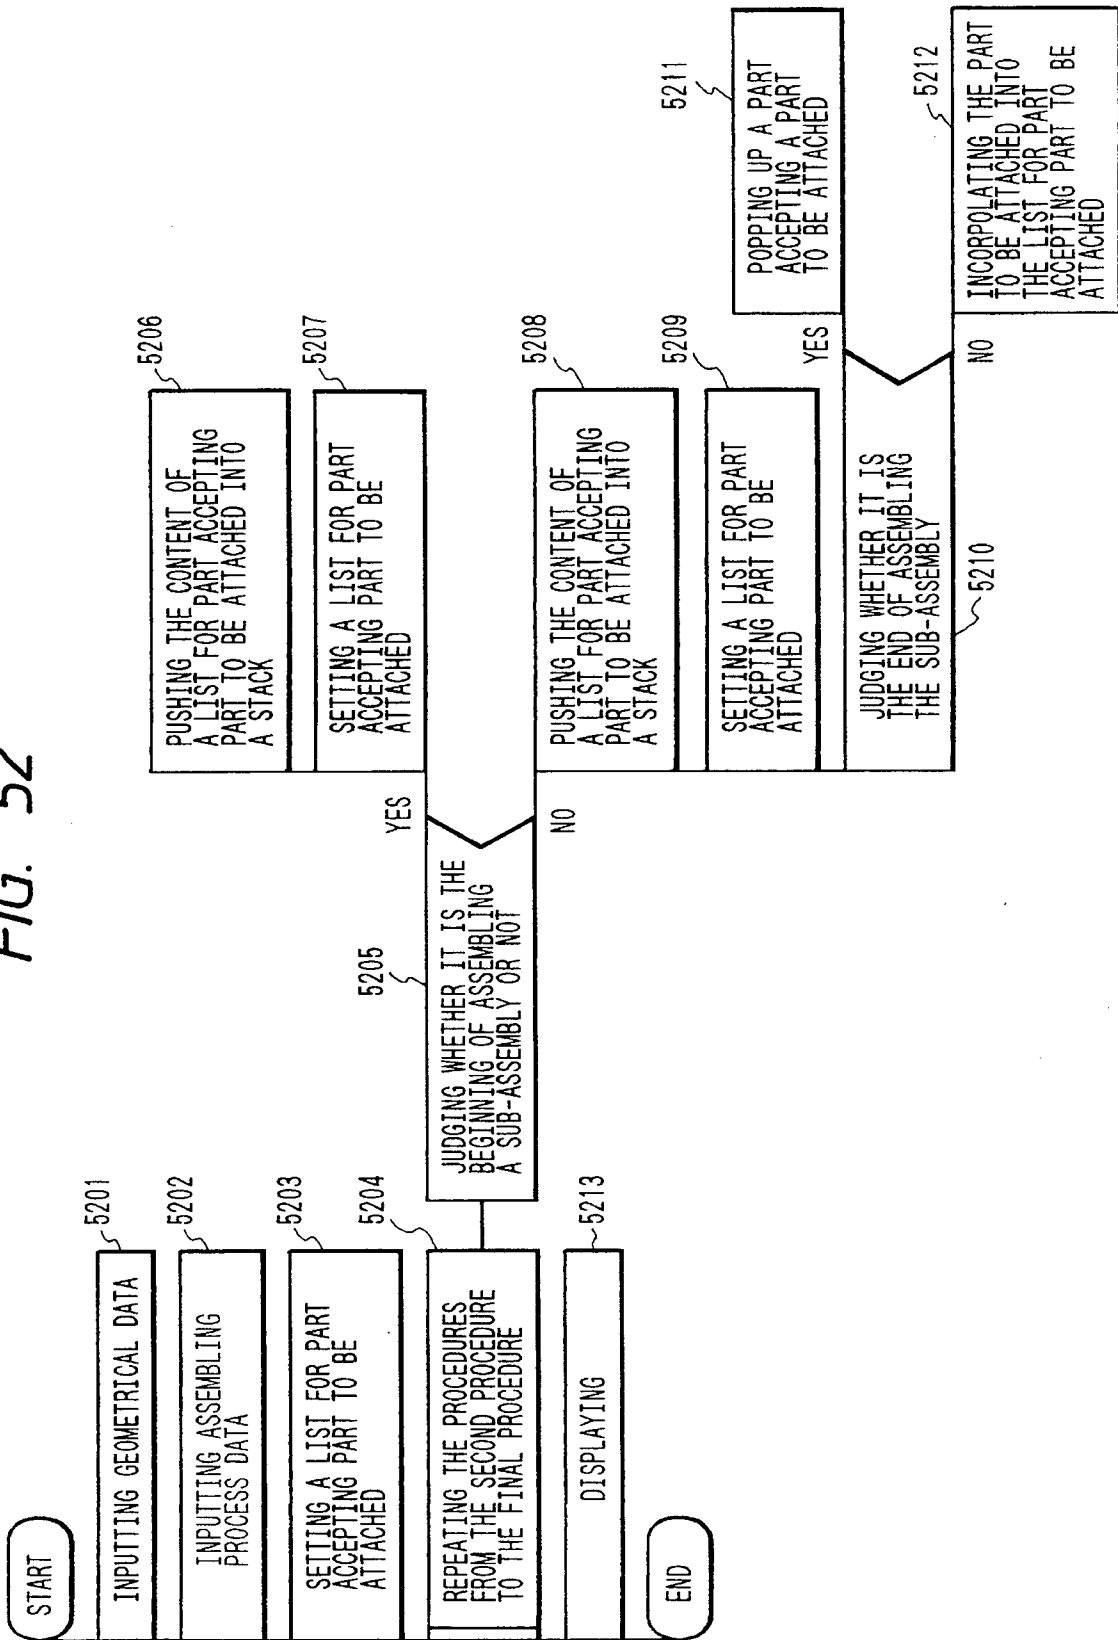 FIG. 52
START
INPUTTING GEOMETRICAL DATA
5201
INPUTTING ASSEMBLING
PROCESS DATA
5202
SETTING A LIST FOR PART
ACCEPTING PART TO BE
ATTACHED
5203
REPEATING THE PROCEDURES
FROM THE SECOND PROCEDURE
TO THE FINAL PROCEDURE
5204
JUDGING WHETHER IT IS THE
BEGINNING OF ASSEMBLING
A SUB-ASSEMBLY OR NOT
5205
YES
PUSHING THE CONTENT OF
A LIST FOR PART ACCEPTING
PART TO BE ATTACHED INTO
A STACK
5206
SETTING A LIST FOR PART
ACCEPTING PART TO BE
ATTACHED
5207
NO
PUSHING THE CONTENT OF
A LIST FOR PART ACCEPTING
PART TO BE ATTACHED INTO
A STACK
5208
SETTING A LIST FOR PART
ACCEPTING PART TO BE
ATTACHED
5209
JUDGING WHETHER IT IS
THE END OF ASSEMBLING
THE SUB-ASSEMBLY
5210
YES
POPPING UP A PART
ACCEPTING A PART
TO BE ATTACHED
5211
NO
INCORPOLATING THE PART
TO BE ATTACHED INTO
THE LIST FOR PART
ACCEPTING PART TO BE
ATTACHED
5212
DISPLAYING
5213
END